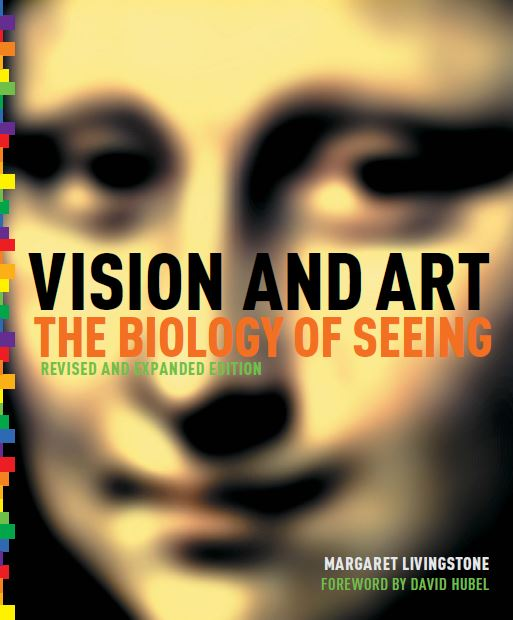 VISION AND ART
THE BIOLOGY OF SEEING
REVISED AND EXPANDED EDITION
MARGARET LIVINGSTONE
FOREWORD BY DAVID HUBEL